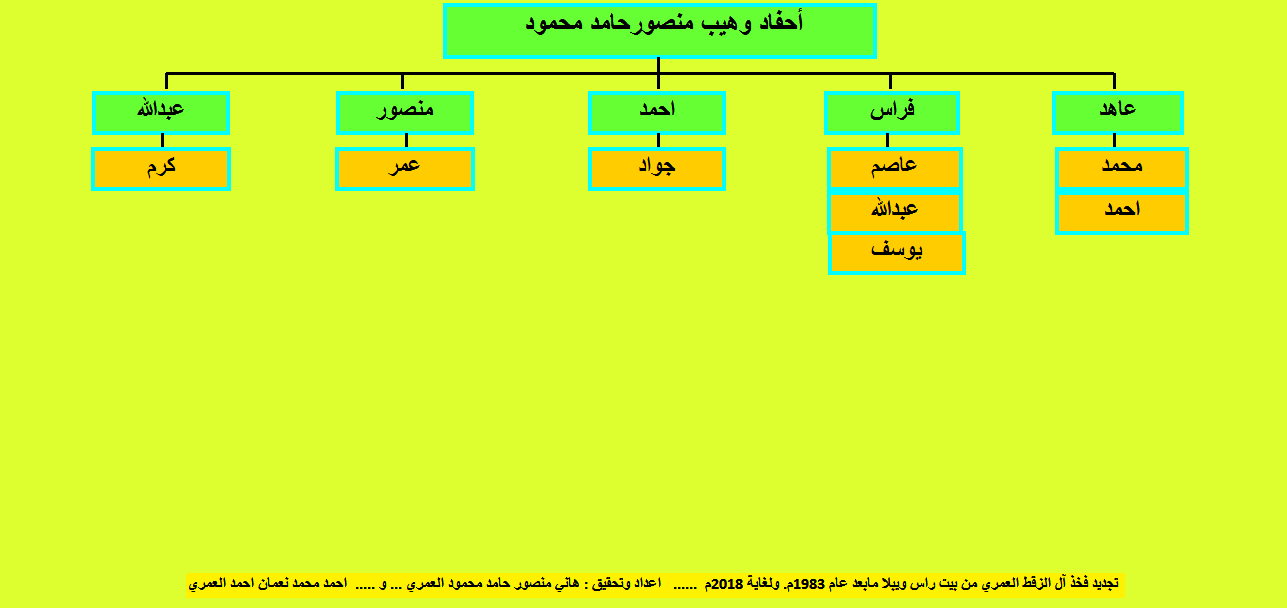 أحفاد وهيب منصورحامد محمود
عاهد
فراس
احمد
منصور
عبدالله
محمد
عاصم
جواد
عمر
كرم
احمد
عبدالله
يوسف
تجديد فخذ آل الزقط العمري من بيت راس ويبلا مابعد عام 1983م. ولغاية 2018م ...... اعداد وتحقيق : هاني منصور حامد محمود العمري ... و ..... احمد محمد نعمان احمد العمري